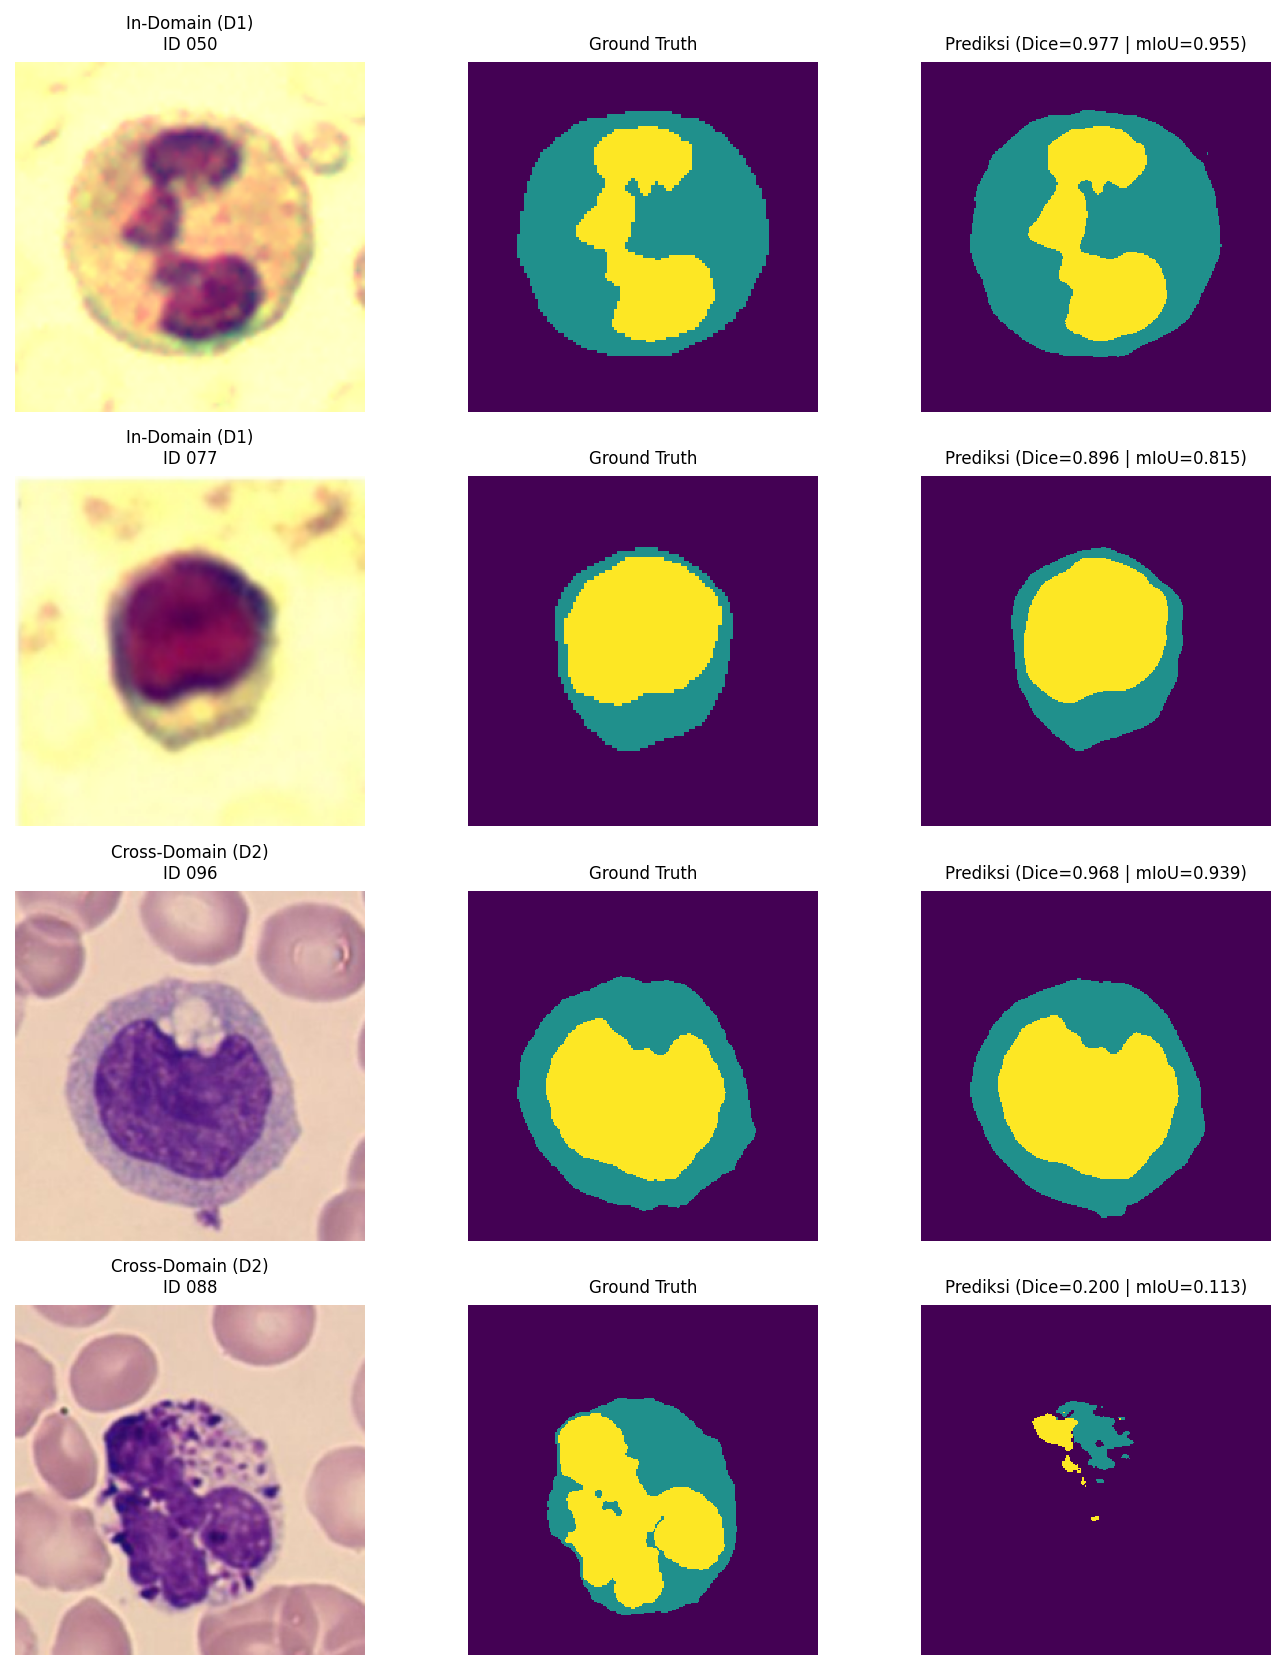 In-Domain (D1)
ID 050
Ground Truth
Prediksi (Dice=0.977 | mIoU=0.955)
In-Domain (D1)
ID 077
Ground Truth
Prediksi (Dice=0.896 | mIoU=0.815)
Cross-Domain (D2)
ID 096
Ground Truth
Prediksi (Dice=0.968 | mIoU=0.939)
Cross-Domain (D2)
ID 088
Ground Truth
Prediksi (Dice=0.200 | mIoU=0.113)